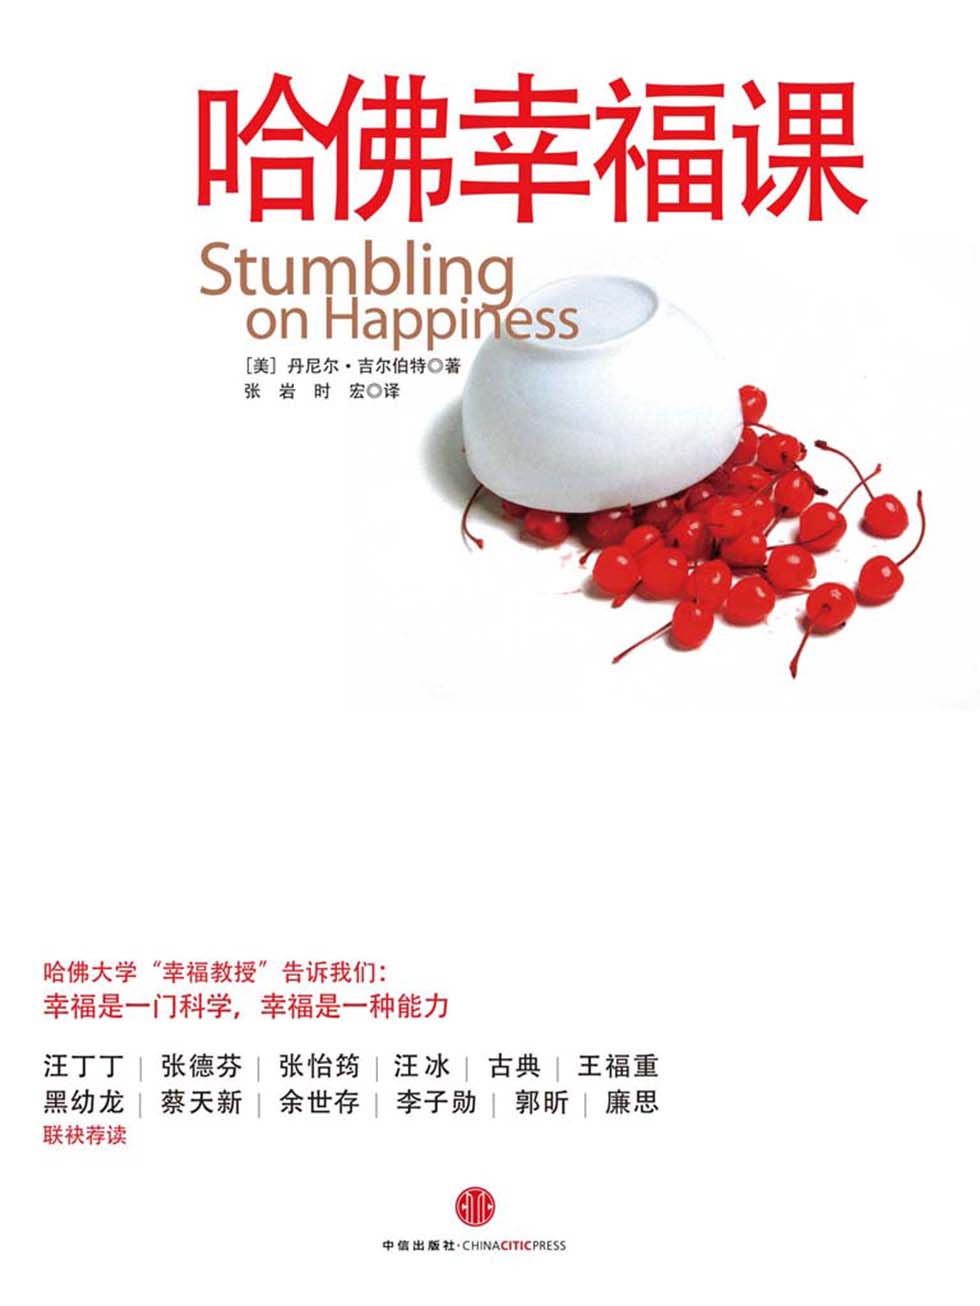 哈佛幸福课
Stumbling
on Happiness
[美] 丹尼尔·吉尔伯特◎著
张 岩 时 宏◎译
哈佛大学“幸福教授”告诉我们：
幸福是一门科学，幸福是一种能力
汪丁丁 | 张德芬 | 张怡筠 | 汪冰 | 古典 | 王福重
黑幼龙 | 蔡天新 | 余世存 | 李子勋 | 郭昕 | 廉思
联袂荐读
中信出版社·CHINACITICPRESS